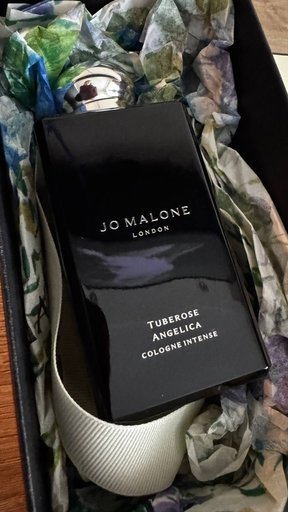 JO MALONE
LONDON
TUBEROSE
ANGELICA
COLOGNE INTENSE